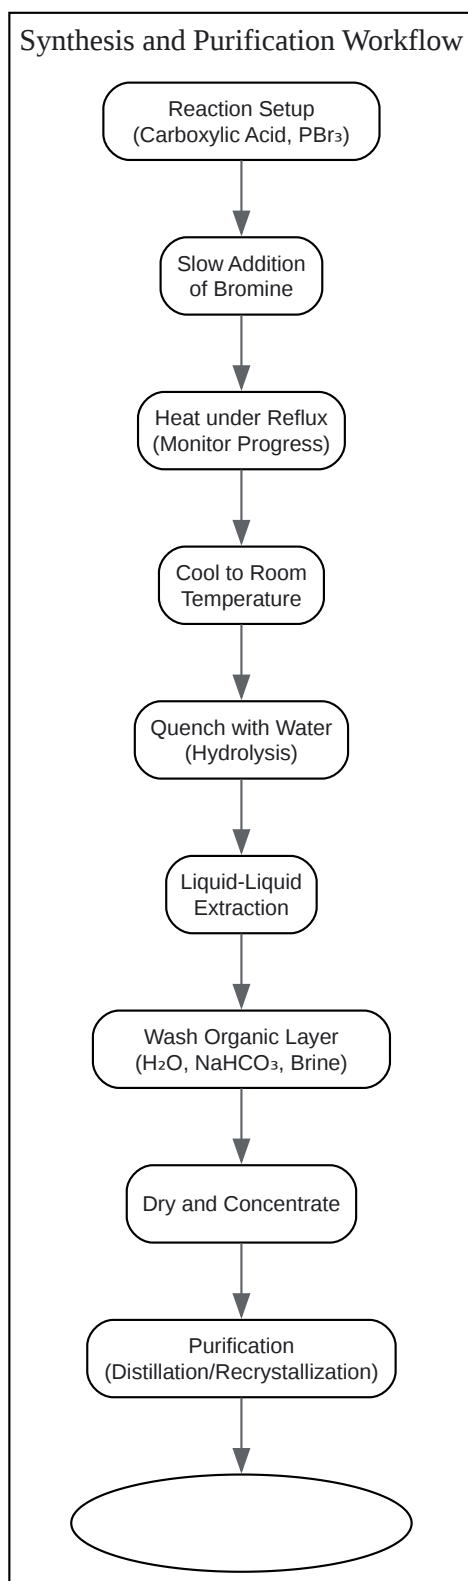 Synthesis and Purification Workflow
Reaction Setup
(Carboxylic Acid, PBr₃)
Slow Addition
of Bromine
Heat under Reflux
(Monitor Progress)
Cool to Room
Temperature
Quench with Water
(Hydrolysis)
Liquid-Liquid
Extraction
Wash Organic Layer
(H₂O, NaHCO₃, Brine)
Dry and Concentrate
Purification
(Distillation/Recrystallization)